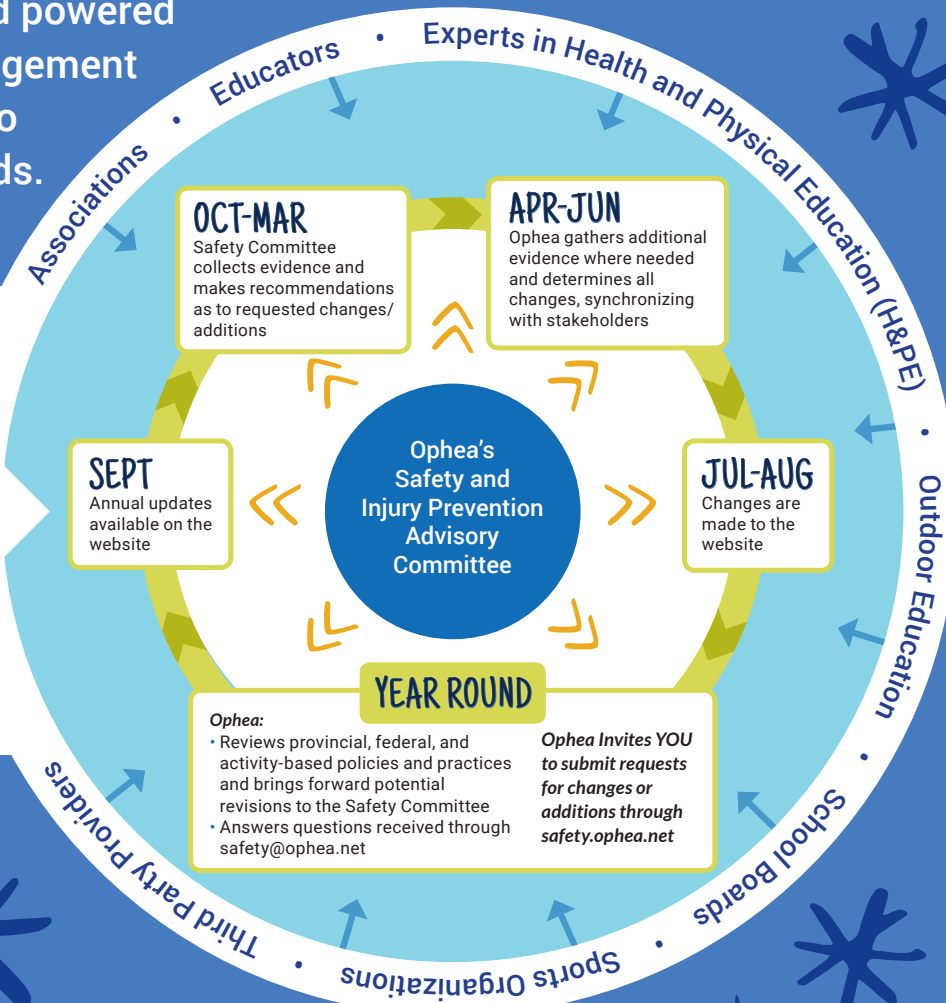 d powered
gement
o
ds.
Associations • Educators • Experts in Health and Physical Education (H&PE) • Outdoor Education • School Boards • Sports Organizations • Third Party Providers
OCT-MAR
Safety Committee
collects evidence and
makes recommendations
as to requested changes/
additions
APR-JUN
Ophea gathers additional
evidence where needed
and determines all
changes, synchronizing
with stakeholders
SEPT
Annual updates
available on the
website
Ophea's
Safety and
Injury Prevention
Advisory
Committee
JUL-AUG
Changes are
made to the
website
YEAR ROUND
Ophea:
• Reviews provincial, federal, and
activity-based policies and practices
and brings forward potential
revisions to the Safety Committee
• Answers questions received through
safety@ophea.net
Ophea Invites YOU
to submit requests
for changes or
additions through
safety.ophea.net